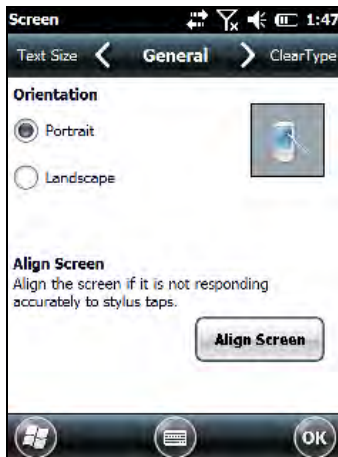 Screen 1:47
Text Size General ClearType
Orientation
Portrait
Landscape
Align Screen
Align the screen if it is not responding
accurately to stylus taps.
Align Screen
OK